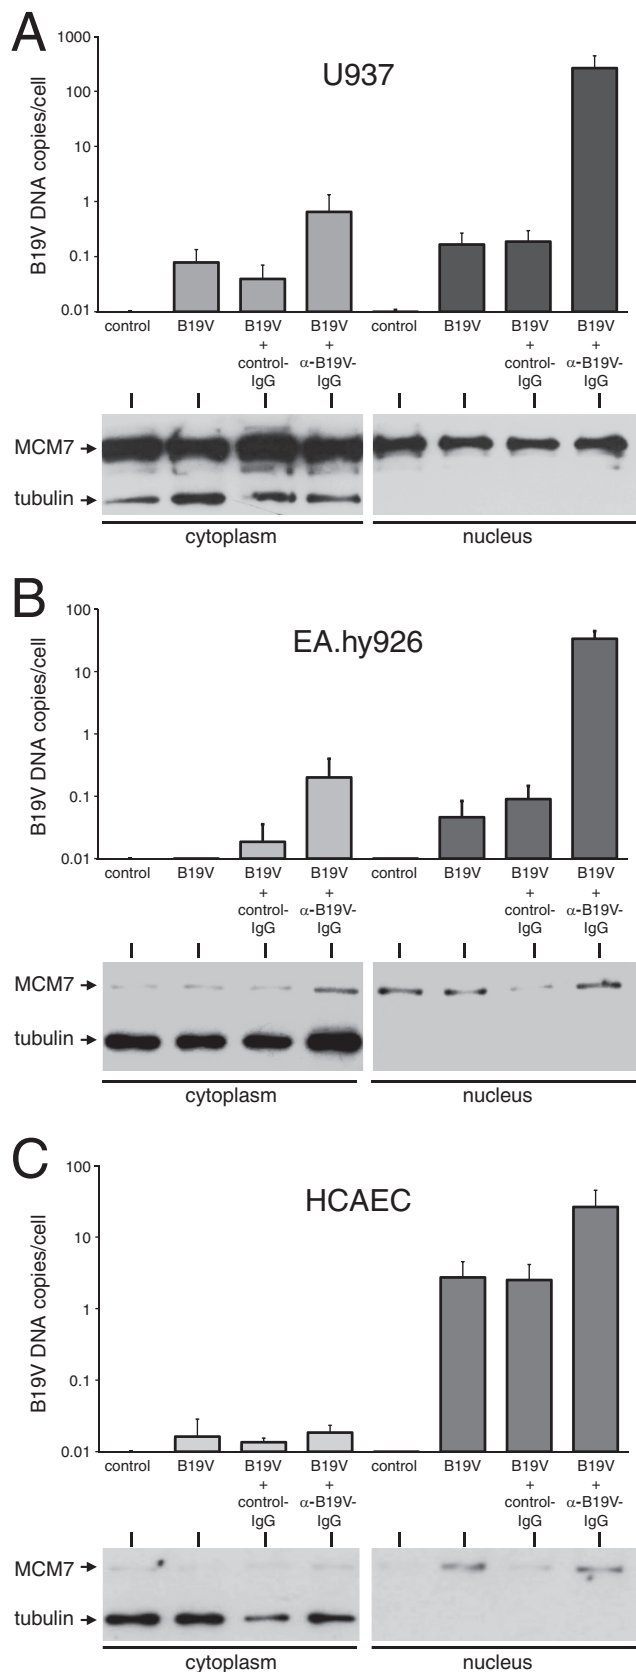 A
U937
B19V DNA copies/cell
1000
100
10
1
0.1
0.01
control B19V B19V B19V control B19V B19V B19V
+ + + +
control- α-B19V- control- α-B19V-
IgG IgG IgG IgG
MCM7
tubulin
cytoplasm nucleus
B
EA.hy926
B19V DNA copies/cell
100
10
1
0.1
0.01
control B19V B19V B19V control B19V B19V B19V
+ + + +
control- α-B19V- control- α-B19V-
IgG IgG IgG IgG
MCM7
tubulin
cytoplasm nucleus
C
HCAEC
B19V DNA copies/cell
100
10
1
0.1
0.01
control B19V B19V B19V control B19V B19V B19V
+ + + +
control- α-B19V- control- α-B19V-
IgG IgG IgG IgG
MCM7
tubulin
cytoplasm nucleus